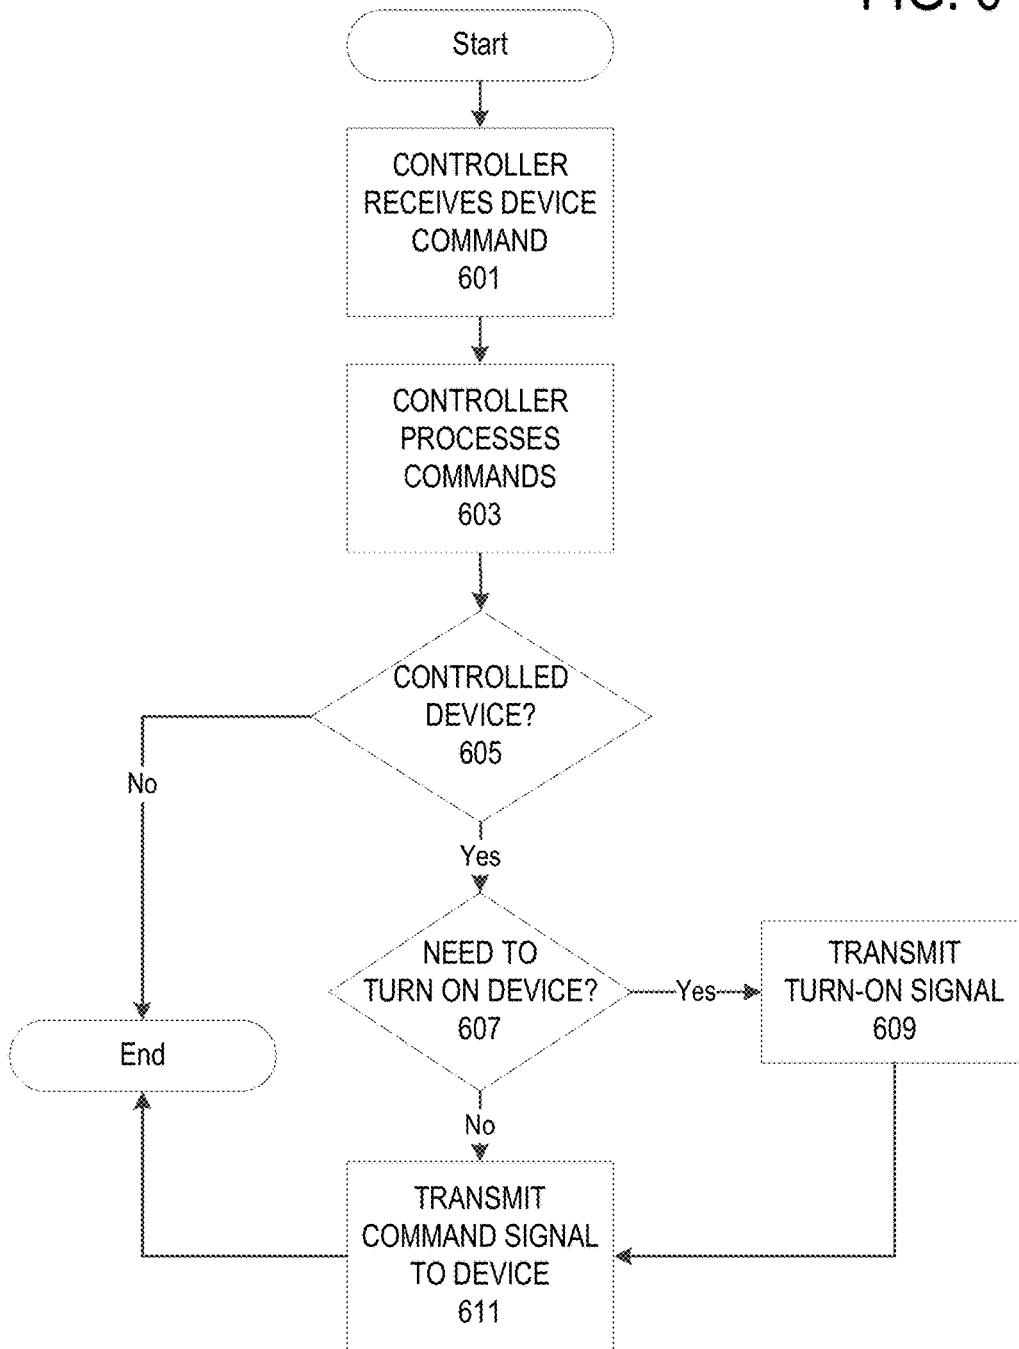 Start
CONTROLLER
RECEIVES DEVICE
COMMAND
601
CONTROLLER
PROCESSES
COMMANDS
603
CONTROLLED
DEVICE?
605
No
Yes
NEED TO
TURN ON DEVICE?
607
Yes
TRANSMIT
TURN-ON SIGNAL
609
End
No
TRANSMIT
COMMAND SIGNAL
TO DEVICE
611